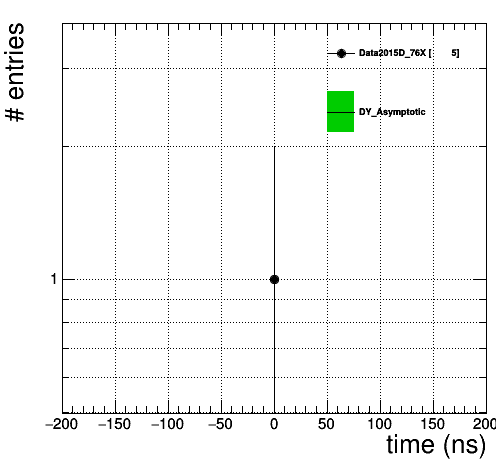 # entries
Data2015D_76X [ 5]
DY_Asymptotic
1
−200 −150 −100 −50 0 50 100 150 200
time (ns)